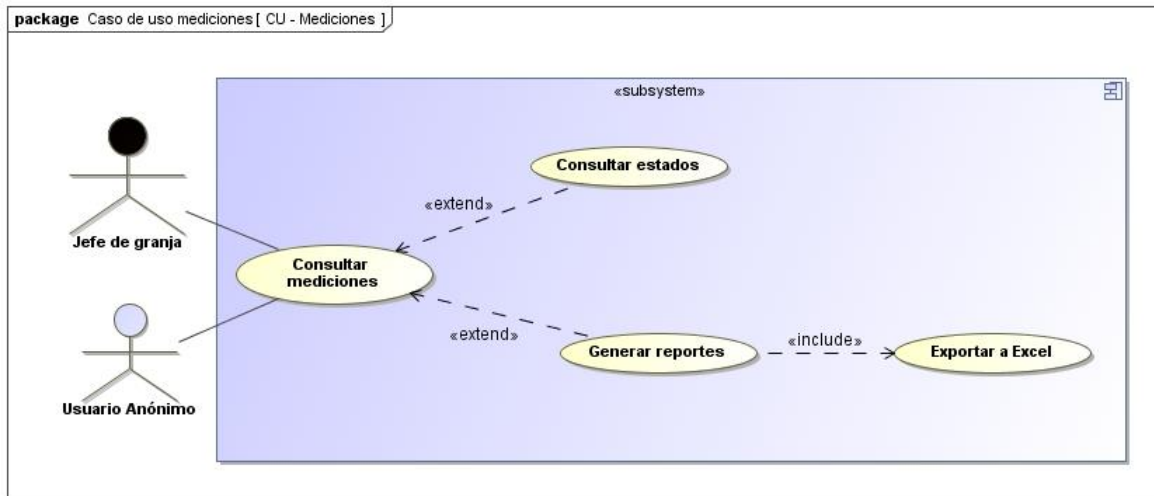 package Caso de uso mediciones [ CU - Mediciones ]
«subsystem»
Consultar estados
«extend»
Jefe de granja
Consultar
mediciones
«extend»
«include»
Generar reportes
Exportar a Excel
Usuario Anónimo